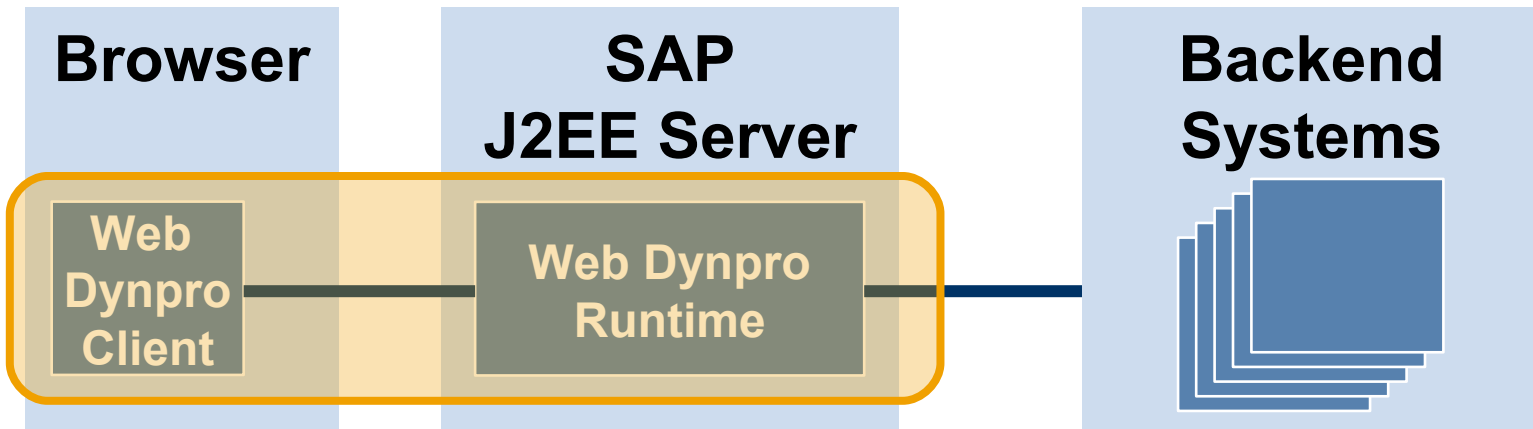 Browser
SAP
J2EE Server
Backend
Systems
Web
Dynpro
Client
Web Dynpro
Runtime